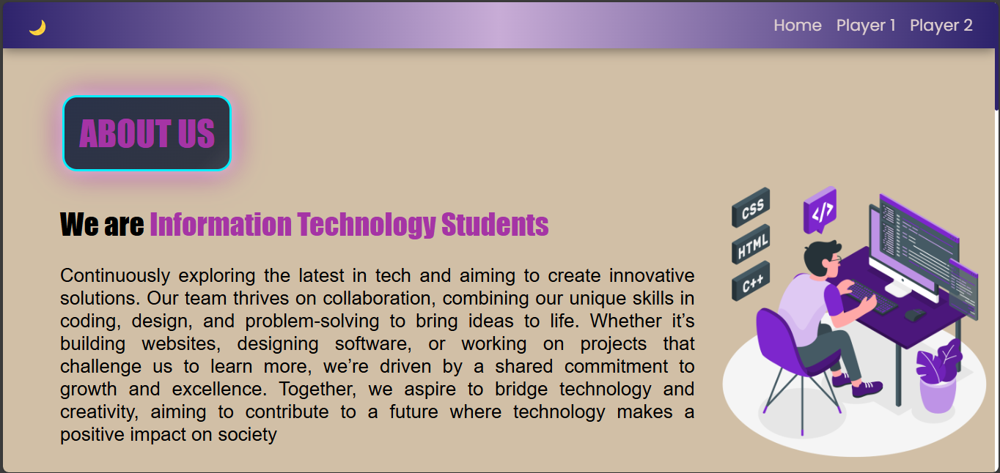 Home Player 1 Player 2
ABOUT US
We are Information Technology Students
Continuously exploring the latest in tech and aiming to create innovative
solutions. Our team thrives on collaboration, combining our unique skills in
coding, design, and problem-solving to bring ideas to life. Whether it’s
building websites, designing software, or working on projects that
challenge us to learn more, we’re driven by a shared commitment to
growth and excellence. Together, we aspire to bridge technology and
creativity, aiming to contribute to a future where technology makes a
positive impact on society
CSS
</>
HTML
C++